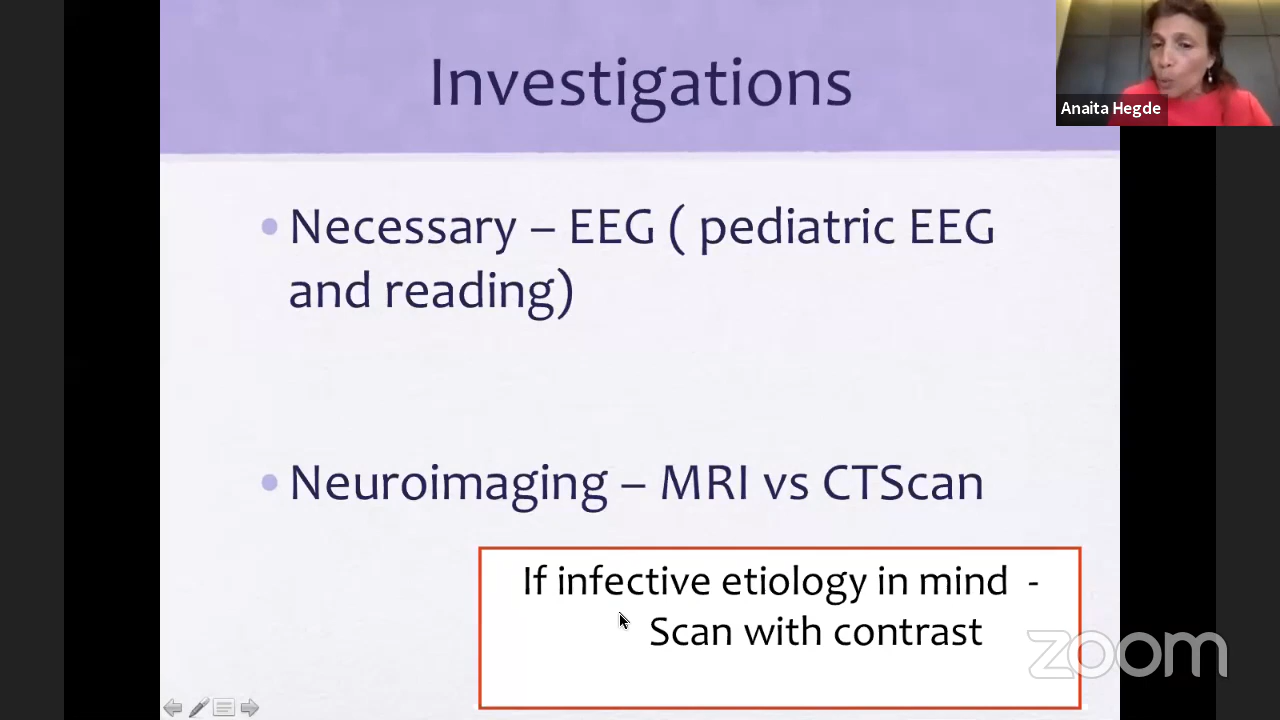 Investigations
Anaita Hegde
• Necessary – EEG ( pediatric EEG
and reading)
• Neuroimaging – MRI vs CTScan
If infective etiology in mind -
Scan with contrast
zoom